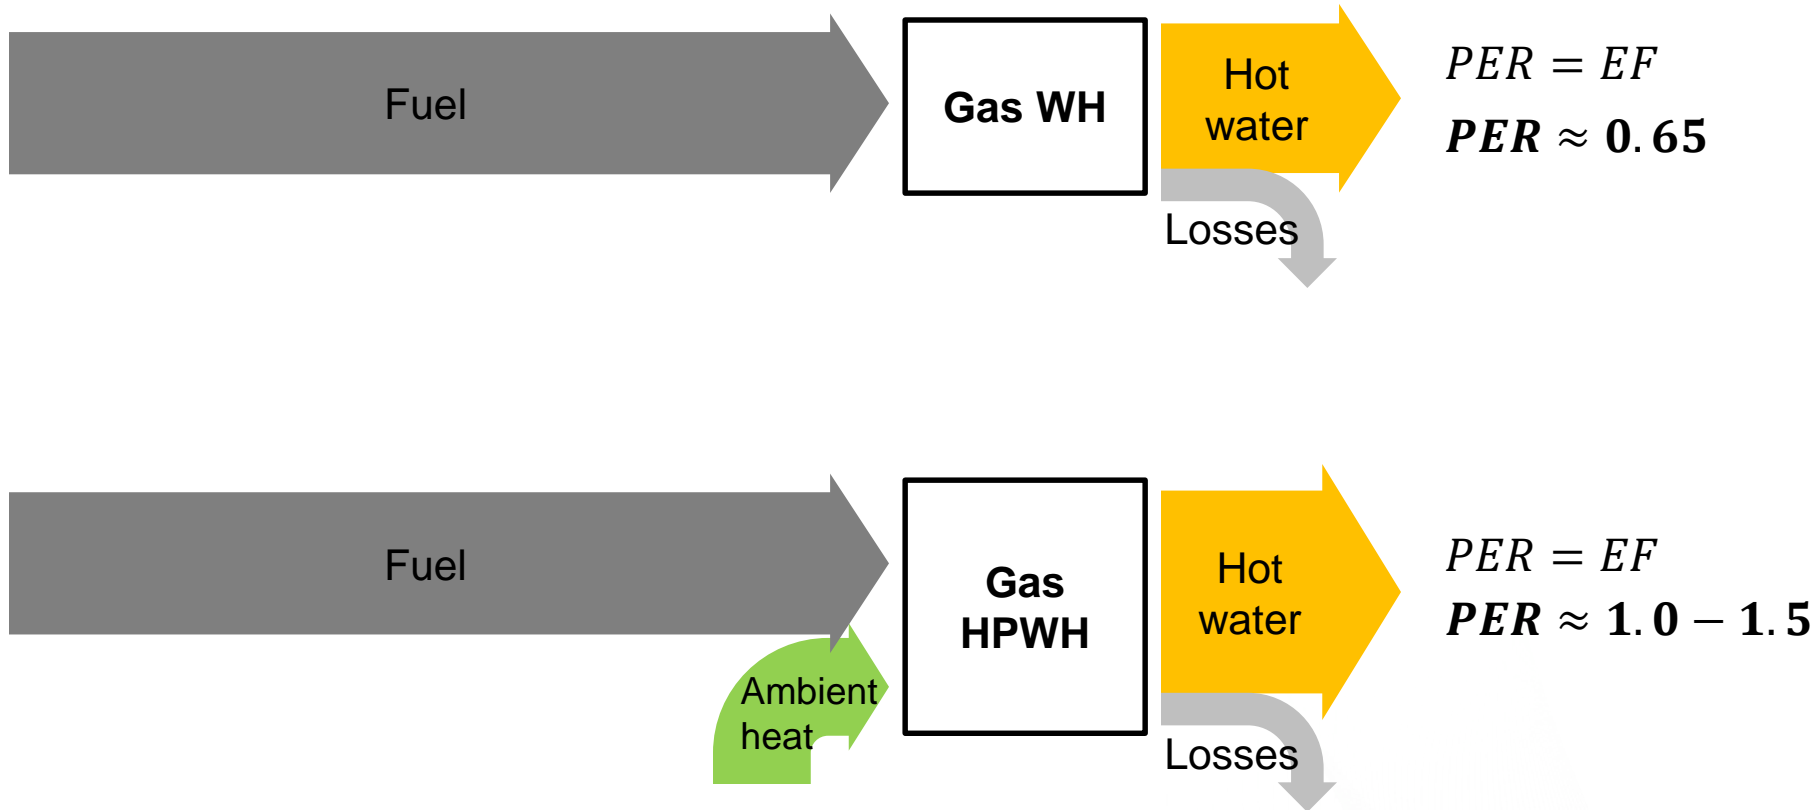 Fuel
Gas WH
Hot
water
Losses
PER = EF
PER ≈ 0.65
Fuel
Ambient
heat
Gas
HPWH
Hot
water
Losses
PER = EF
PER ≈ 1.0 − 1.5